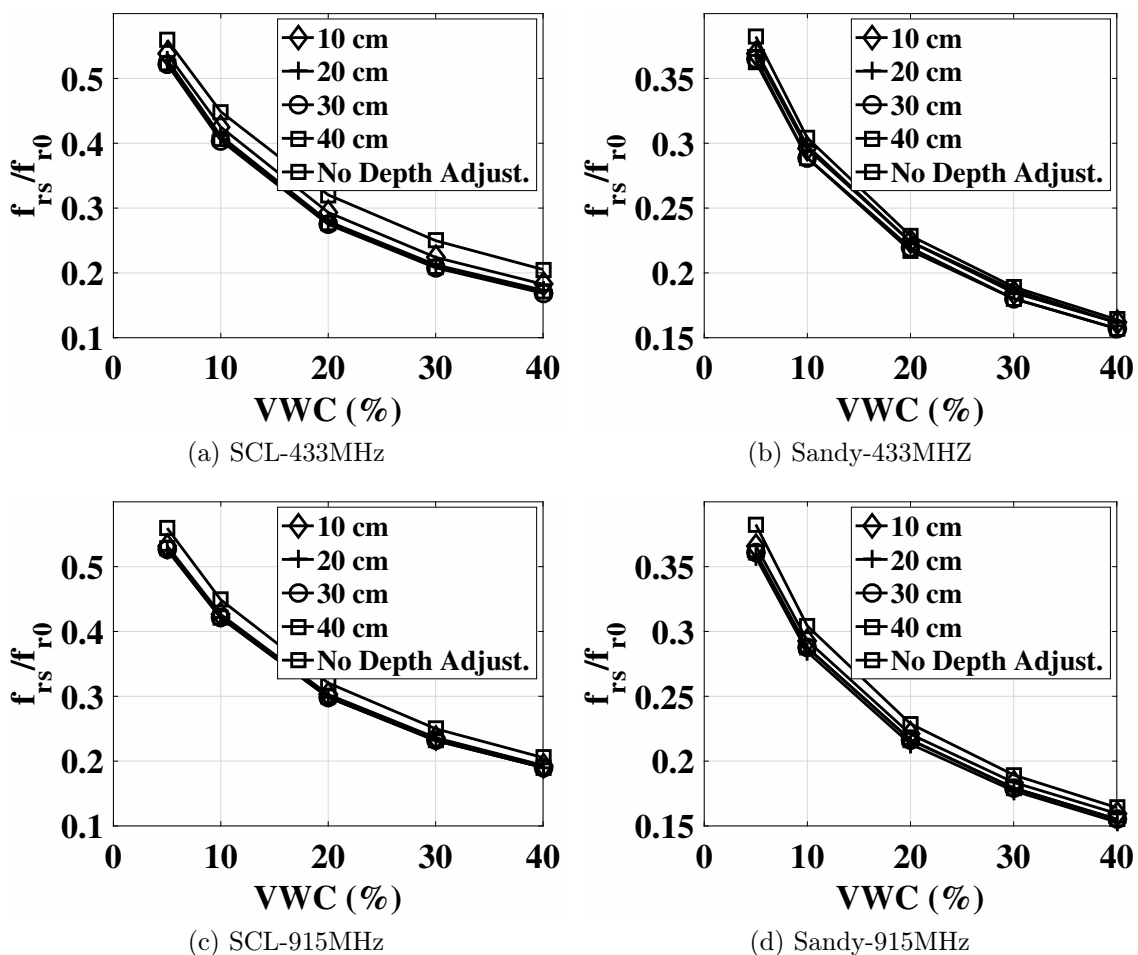 10 cm
20 cm
30 cm
40 cm
No Depth Adjust.
0.5
0.4
0.3
0.2
0.1
f_rs/f_r0
0 10 20 30 40
VWC (%)
(a) SCL-433MHz
10 cm
20 cm
30 cm
40 cm
No Depth Adjust.
0.35
0.3
0.25
0.2
0.15
f_rs/f_r0
0 10 20 30 40
VWC (%)
(b) Sandy-433MHZ
10 cm
20 cm
30 cm
40 cm
No Depth Adjust.
0.5
0.4
0.3
0.2
0.1
f_rs/f_r0
0 10 20 30 40
VWC (%)
(c) SCL-915MHz
10 cm
20 cm
30 cm
40 cm
No Depth Adjust.
0.35
0.3
0.25
0.2
0.15
f_rs/f_r0
0 10 20 30 40
VWC (%)
(d) Sandy-915MHz